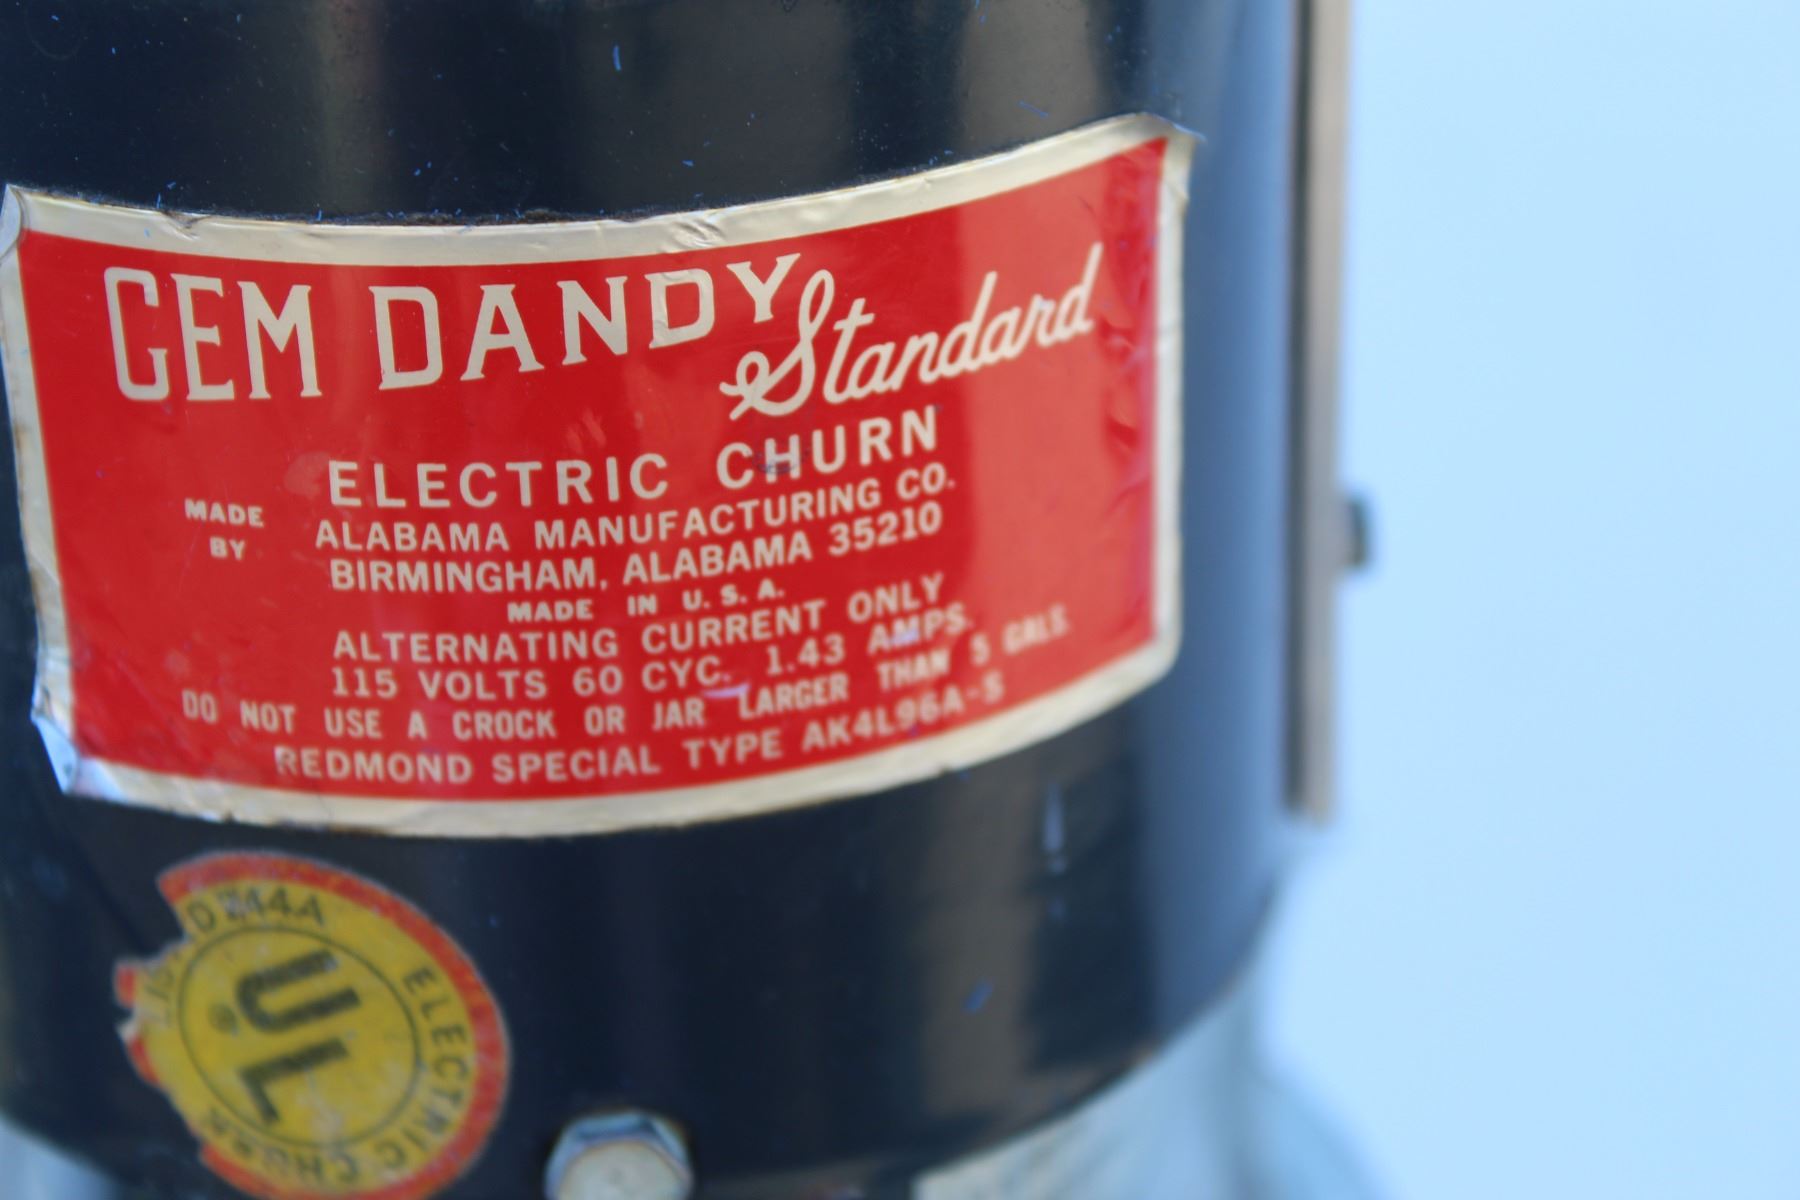 GEM DANDY
Standard
ELECTRIC CHURN
MADE
BY
ALABAMA MANUFACTURING CO.
BIRMINGHAM, ALABAMA 35210
MADE IN U. S. A.
ALTERNATING CURRENT ONLY
115 VOLTS 60 CYC. 1.43 AMPS.
DO NOT USE A CROCK OR JAR LARGER THAN 5 GALS.
REDMOND SPECIAL TYPE AK4L96A-S
UL
ELECTRIC CHURN